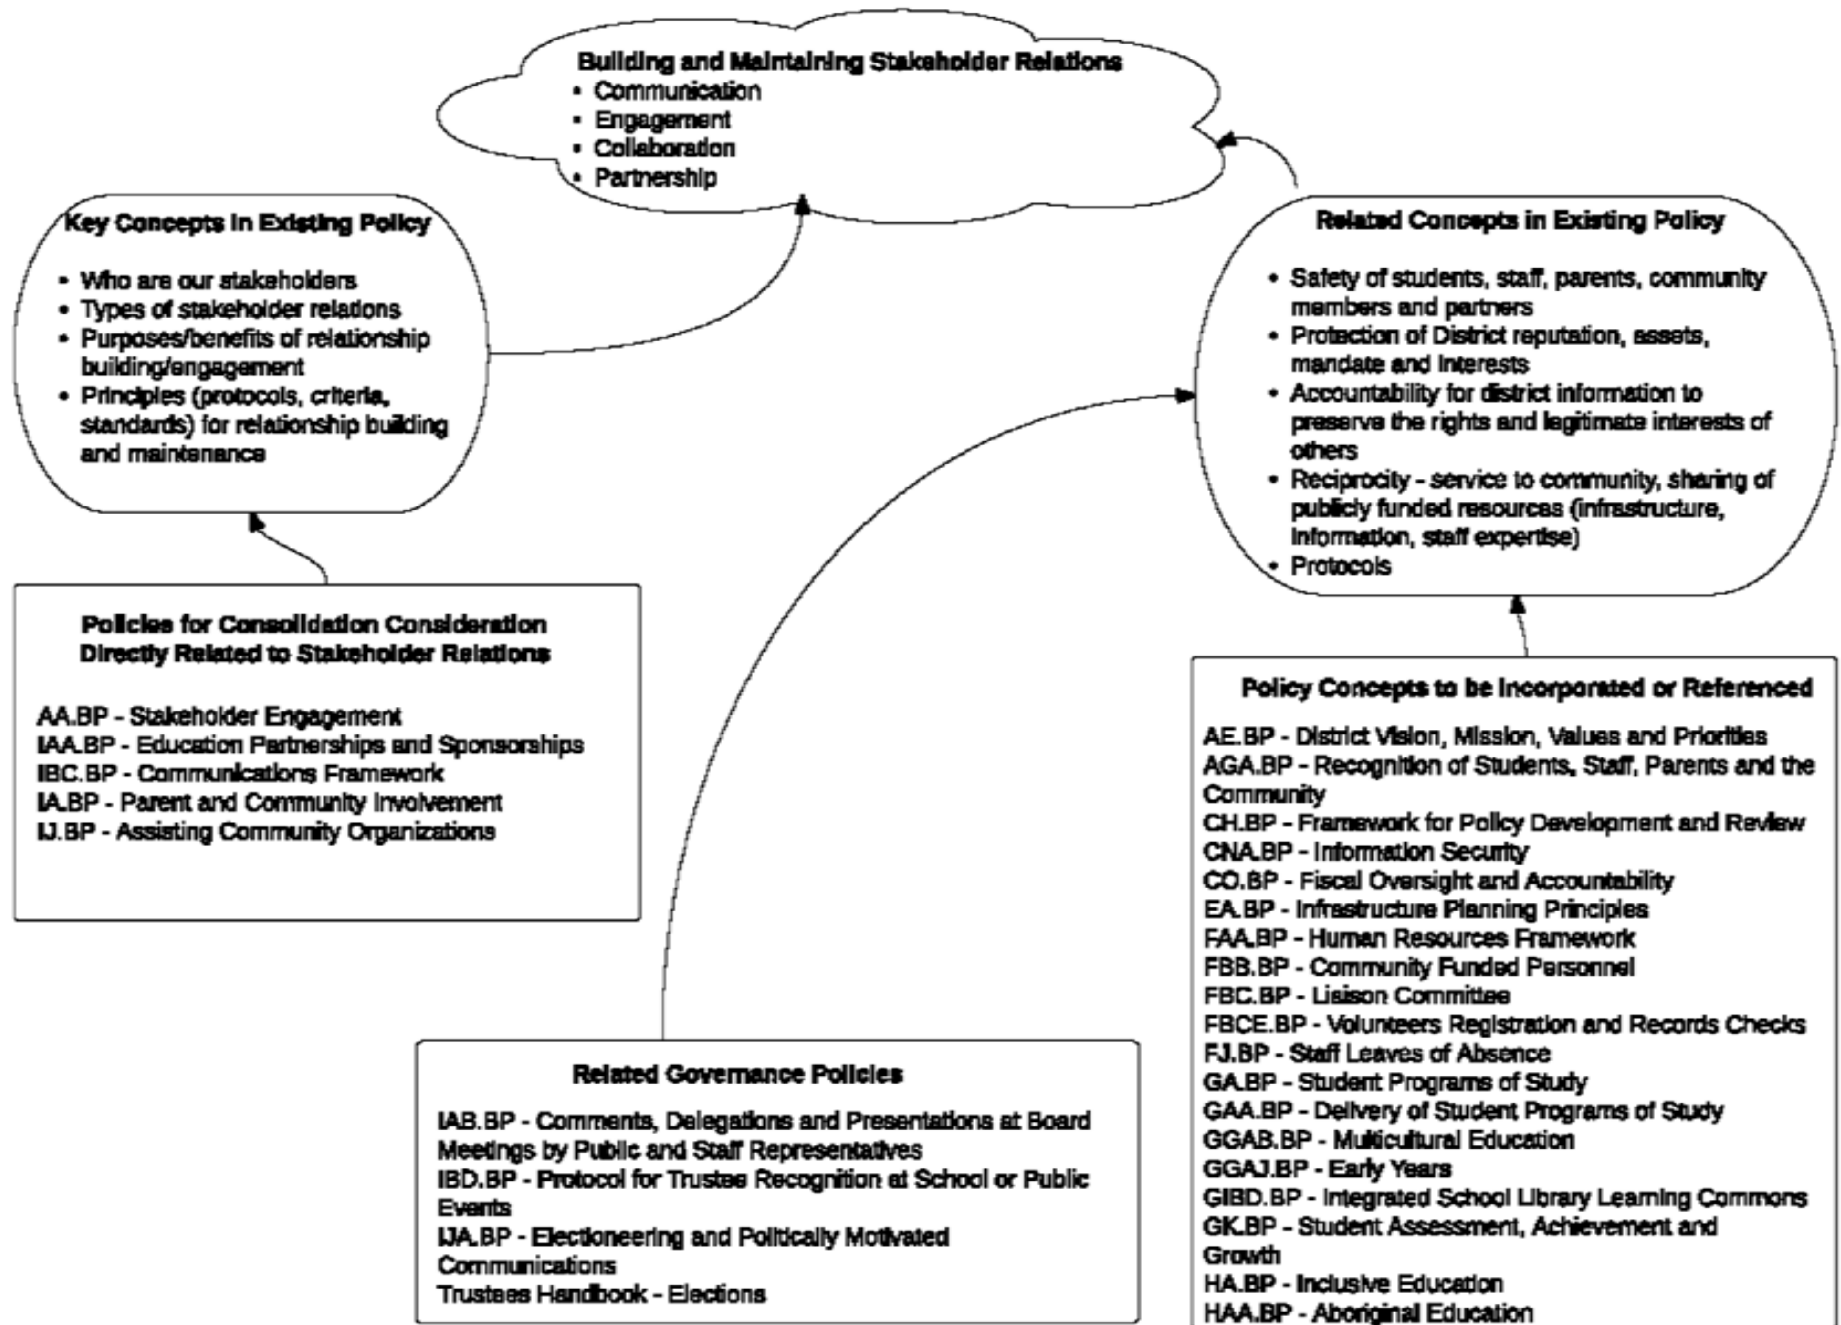 Building and Maintaining Stakeholder Relations
• Communication
• Engagement
• Collaboration
• Partnership
Key Concepts in Existing Policy
• Who are our stakeholders
• Types of stakeholder relations
• Purposes/benefits of relationship
building/engagement
• Principles (protocols, criteria,
standards) for relationship building
and maintenance
Related Concepts in Existing Policy
• Safety of students, staff, parents, community
members and partners
• Protection of District reputation, assets,
mandate and interests
• Accountability for district information to
preserve the rights and legitimate interests of
others
• Reciprocity - service to community, sharing of
publicly funded resources (infrastructure,
information, staff expertise)
• Protocols
Policies for Consolidation Consideration
Directly Related to Stakeholder Relations
AA.BP - Stakeholder Engagement
IAA.BP - Education Partnerships and Sponsorships
IBC.BP - Communications Framework
IA.BP - Parent and Community Involvement
IJ.BP - Assisting Community Organizations
Related Governance Policies
IAB.BP - Comments, Delegations and Presentations at Board
Meetings by Public and Staff Representatives
IBD.BP - Protocol for Trustee Recognition at School or Public
Events
IJA.BP - Electioneering and Politically Motivated
Communications
Trustees Handbook - Elections
Policy Concepts to be Incorporated or Referenced
AE.BP - District Vision, Mission, Values and Priorities
AGA.BP - Recognition of Students, Staff, Parents and the
Community
CH.BP - Framework for Policy Development and Review
CNA.BP - Information Security
CO.BP - Fiscal Oversight and Accountability
EA.BP - Infrastructure Planning Principles
FAA.BP - Human Resources Framework
FBB.BP - Community Funded Personnel
FBC.BP - Liaison Committee
FBCE.BP - Volunteers Registration and Records Checks
FJ.BP - Staff Leaves of Absence
GA.BP - Student Programs of Study
GAA.BP - Delivery of Student Programs of Study
GGAB.BP - Multicultural Education
GGAJ.BP - Early Years
GIBD.BP - Integrated School Library Learning Commons
GK.BP - Student Assessment, Achievement and
Growth
HA.BP - Inclusive Education
HAA.BP - Aboriginal Education